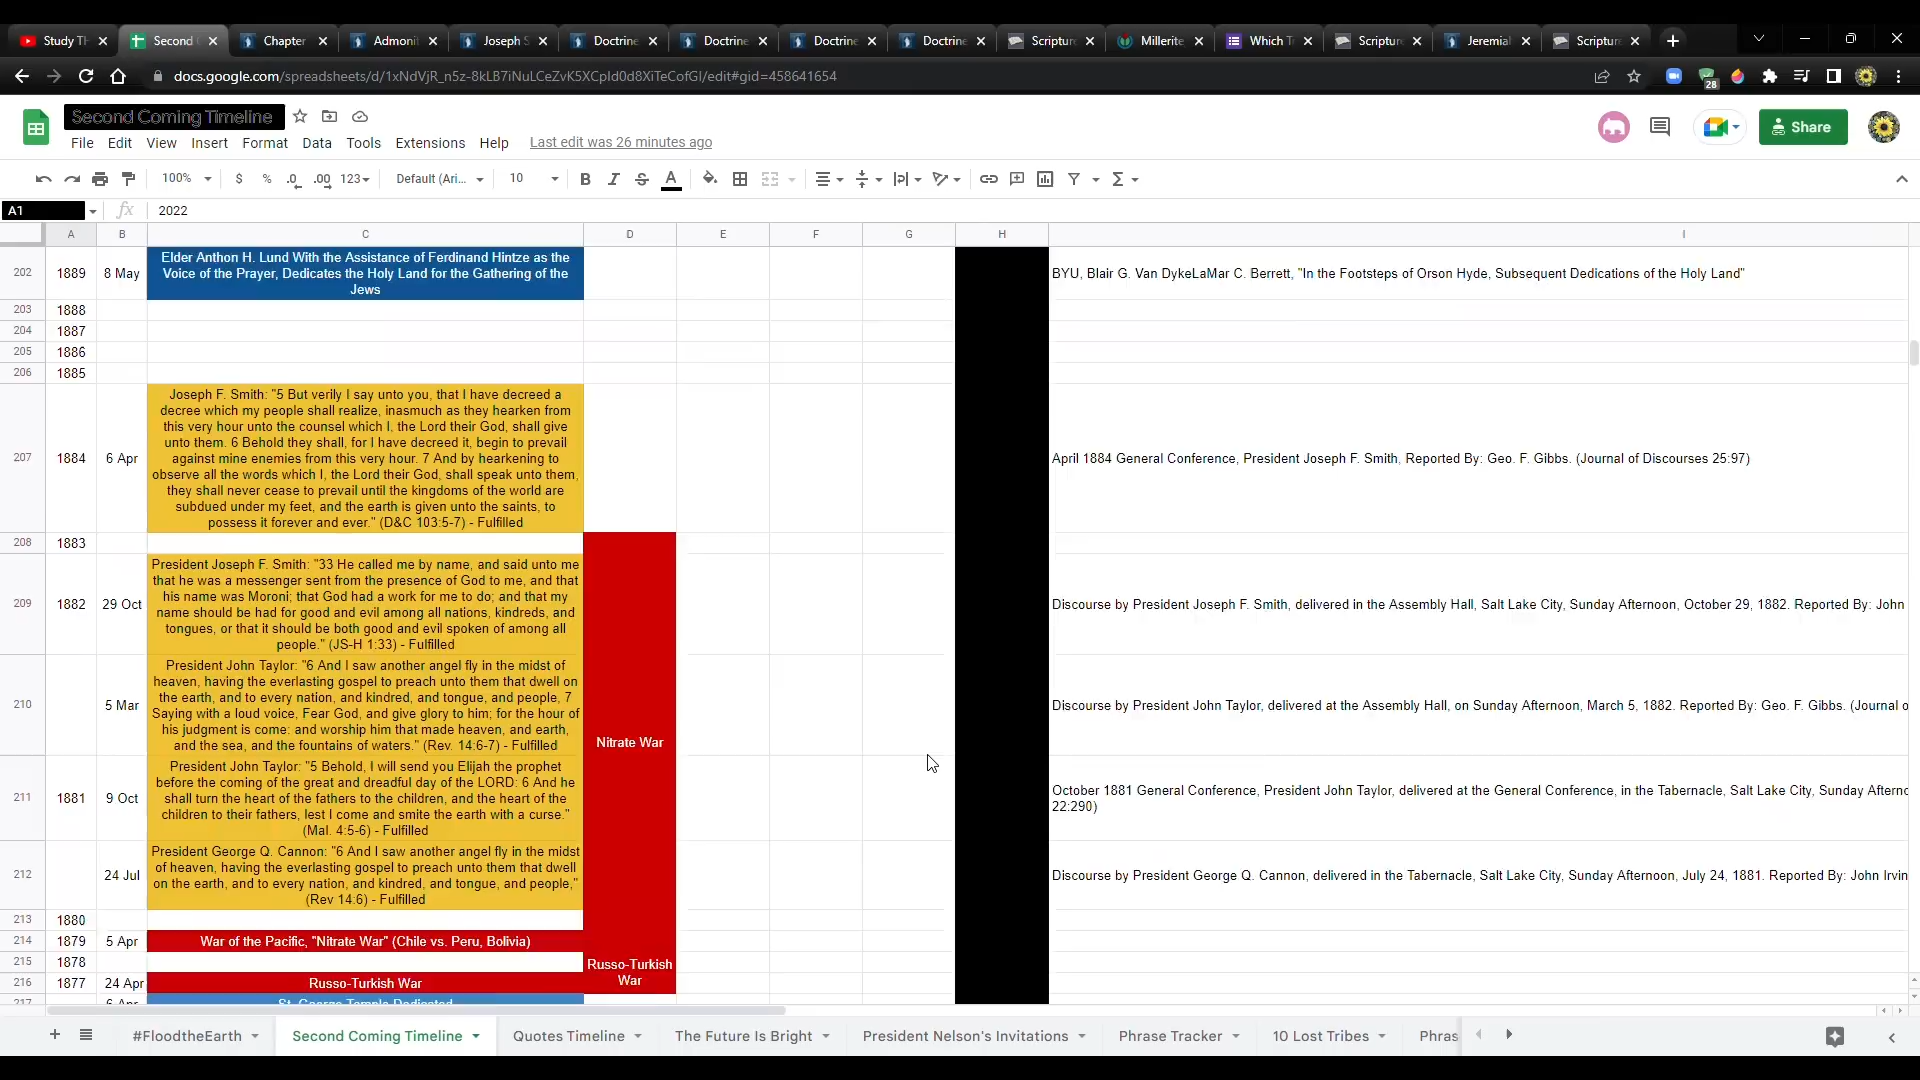 Study Th
Second
Chapter
Admonit
Joseph S
Doctrine
Doctrine
Doctrine
Doctrine
Scripture
Millerite
Which T
Scripture
Jeremial
Scripture
docs.google.com/spreadsheets/d/1xNdVjR_n5z-8kLB7iNuLCeZvK5XCpId0d8XiTeCofGI/edit#gid=458641654
28
Second Coming Timeline
File Edit View Insert Format Data Tools Extensions Help Last edit was 26 minutes ago
Share
100% $ % .0 .00 123 Default (Ari... 10 B I S A
A1 fx 2022
A B C D E F G H I
202 1889 8 May
Elder Anthon H. Lund With the Assistance of Ferdinand Hintze as the
Voice of the Prayer, Dedicates the Holy Land for the Gathering of the
Jews
BYU, Blair G. Van DykeLaMar C. Berrett, "In the Footsteps of Orson Hyde, Subsequent Dedications of the Holy Land"
203 1888
204 1887
205 1886
206 1885
207 1884 6 Apr
Joseph F. Smith: "5 But verily I say unto you, that I have decreed a
decree which my people shall realize, inasmuch as they hearken from
this very hour unto the counsel which I, the Lord their God, shall give
unto them. 6 Behold they shall, for I have decreed it, begin to prevail
against mine enemies from this very hour. 7 And by hearkening to
observe all the words which I, the Lord their God, shall speak unto them,
they shall never cease to prevail until the kingdoms of the world are
subdued under my feet, and the earth is given unto the saints, to
possess it forever and ever." (D&C 103:5-7) - Fulfilled
April 1884 General Conference, President Joseph F. Smith, Reported By: Geo. F. Gibbs. (Journal of Discourses 25:97)
208 1883
209 1882 29 Oct
President Joseph F. Smith: "33 He called me by name, and said unto me
that he was a messenger sent from the presence of God to me, and that
his name was Moroni; that God had a work for me to do; and that my
name should be had for good and evil among all nations, kindreds, and
tongues, or that it should be both good and evil spoken of among all
people." (JS-H 1:33) - Fulfilled
Discourse by President Joseph F. Smith, delivered in the Assembly Hall, Salt Lake City, Sunday Afternoon, October 29, 1882. Reported By: John
210 5 Mar
President John Taylor: "6 And I saw another angel fly in the midst of
heaven, having the everlasting gospel to preach unto them that dwell on
the earth, and to every nation, and kindred, and tongue, and people, 7
Saying with a loud voice, Fear God, and give glory to him; for the hour of
his judgment is come: and worship him that made heaven, and earth,
and the sea, and the fountains of waters." (Rev. 14:6-7) - Fulfilled
Nitrate War
Discourse by President John Taylor, delivered at the Assembly Hall, on Sunday Afternoon, March 5, 1882. Reported By: Geo. F. Gibbs. (Journal o
211 1881 9 Oct
President John Taylor: "5 Behold, I will send you Elijah the prophet
before the coming of the great and dreadful day of the LORD: 6 And he
shall turn the heart of the fathers to the children, and the heart of the
children to their fathers, lest I come and smite the earth with a curse."
(Mal. 4:5-6) - Fulfilled
October 1881 General Conference, President John Taylor, delivered at the General Conference, in the Tabernacle, Salt Lake City, Sunday Afterno
22:290)
212 24 Jul
President George Q. Cannon: "6 And I saw another angel fly in the midst
of heaven, having the everlasting gospel to preach unto them that dwell
on the earth, and to every nation, and kindred, and tongue, and people,"
(Rev 14:6) - Fulfilled
Discourse by President George Q. Cannon, delivered in the Tabernacle, Salt Lake City, Sunday Afternoon, July 24, 1881. Reported By: John Irvin
213 1880
214 1879 5 Apr War of the Pacific, "Nitrate War" (Chile vs. Peru, Bolivia)
215 1878
Russo-Turkish
War
216 1877 24 Apr Russo-Turkish War
217 6 Apr St. George Temple Dedicated
#FloodtheEarth Second Coming Timeline Quotes Timeline The Future Is Bright President Nelson's Invitations Phrase Tracker 10 Lost Tribes Phras